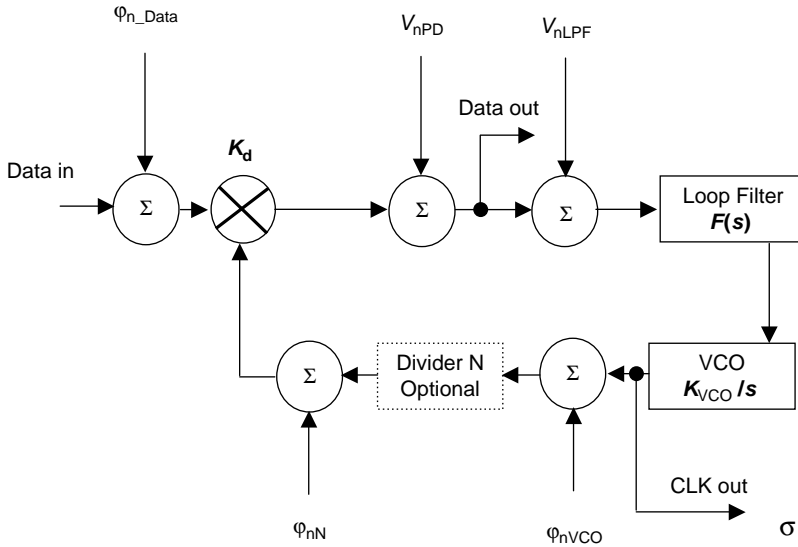 φn_Data
VnPD
VnLPF
Data out
Kd
Data in
Σ
Σ
Σ
Loop Filter
F(s)
Σ
Divider N
Optional
Σ
VCO
KVCO /s
CLK out
σ
φnN
φnVCO